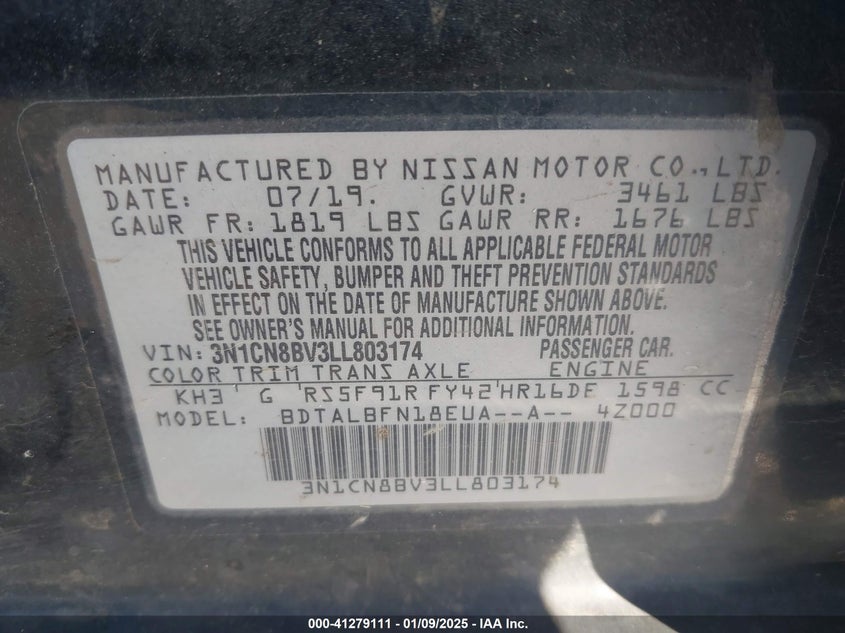 MANUFACTURED BY NISSAN MOTOR CO., LTD.
DATE: 07/19. GVWR: 3461 LBS
GAWR FR: 1819 LBS GAWR RR: 1676 LBS
THIS VEHICLE CONFORMS TO ALL APPLICABLE FEDERAL MOTOR
VEHICLE SAFETY, BUMPER AND THEFT PREVENTION STANDARDS
IN EFFECT ON THE DATE OF MANUFACTURE SHOWN ABOVE.
SEE OWNER'S MANUAL FOR ADDITIONAL INFORMATION.
VIN: 3N1CN8BV3LL803174 PASSENGER CAR.
COLOR TRIM TRANS AXLE ENGINE
KH3 G RS5F91R FY42 HR16DE 1598 CC
MODEL: BDTALBFN18EUA--A-- 4Z000
3N1CN8BV3LL803174
000-41279111 - 01/09/2025 - IAA Inc.